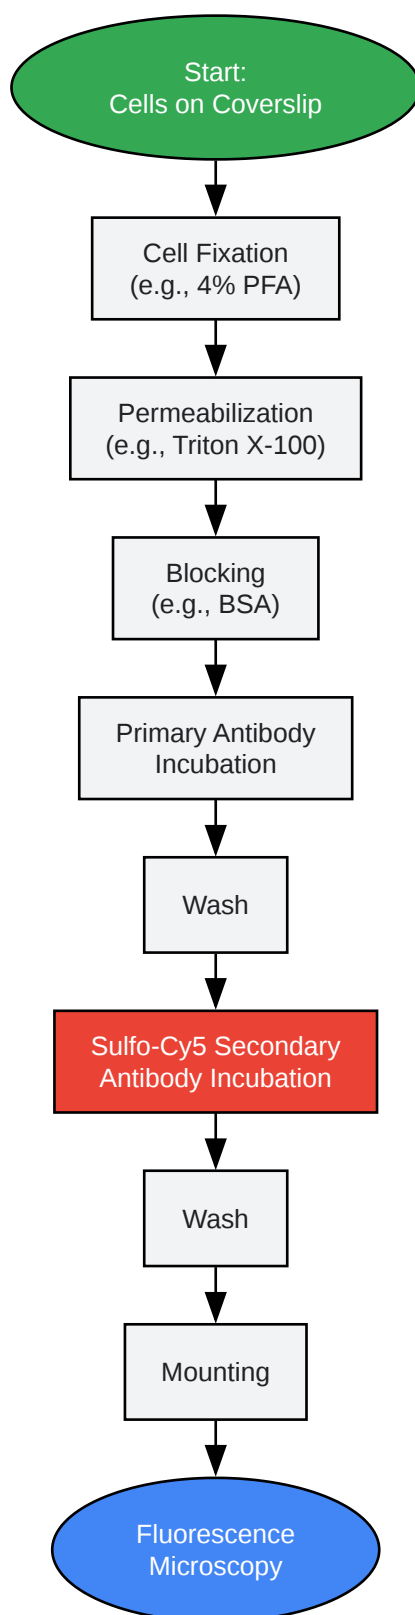 Start:
Cells on Coverslip
Cell Fixation
(e.g., 4% PFA)
Permeabilization
(e.g., Triton X-100)
Blocking
(e.g., BSA)
Primary Antibody
Incubation
Wash
Sulfo-Cy5 Secondary
Antibody Incubation
Wash
Mounting
Fluorescence
Microscopy